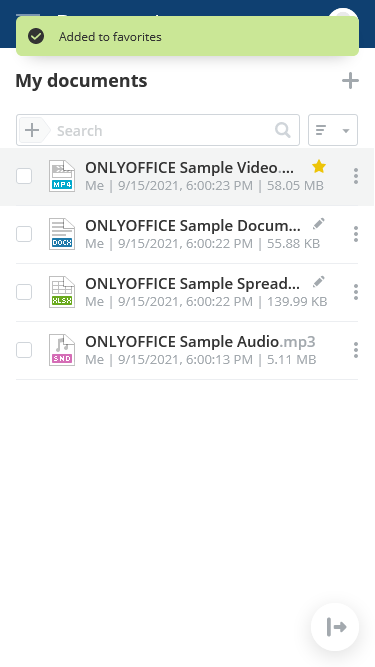 Added to favorites
My documents
Search
ONLYOFFICE Sample Video....
MP4
Me | 9/15/2021, 6:00:23 PM | 58.05 MB
ONLYOFFICE Sample Docum...
DOCX
Me | 9/15/2021, 6:00:22 PM | 55.88 KB
ONLYOFFICE Sample Spread...
XLSX
Me | 9/15/2021, 6:00:22 PM | 139.99 KB
ONLYOFFICE Sample Audio.mp3
SND
Me | 9/15/2021, 6:00:13 PM | 5.11 MB